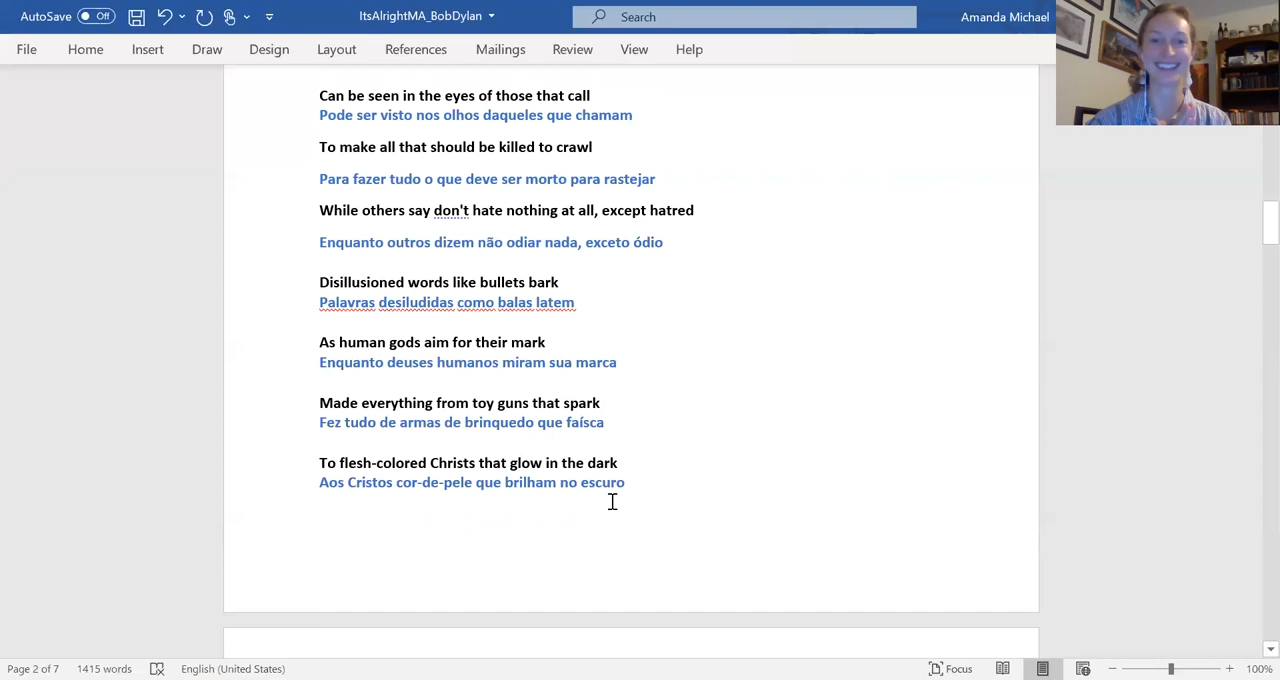 AutoSave Off ItsAlrightMA_BobDylan Search Amanda Michael
File Home Insert Draw Design Layout References Mailings Review View Help
Can be seen in the eyes of those that call
Pode ser visto nos olhos daqueles que chamam
To make all that should be killed to crawl
Para fazer tudo o que deve ser morto para rastejar
While others say don't hate nothing at all, except hatred
Enquanto outros dizem não odiar nada, exceto ódio
Disillusioned words like bullets bark
Palavras desiludidas como balas latem
As human gods aim for their mark
Enquanto deuses humanos miram sua marca
Made everything from toy guns that spark
Fez tudo de armas de brinquedo que faísca
To flesh-colored Christs that glow in the dark
Aos Cristos cor-de-pele que brilham no escuro
Page 2 of 7 1415 words English (United States) Focus 100%